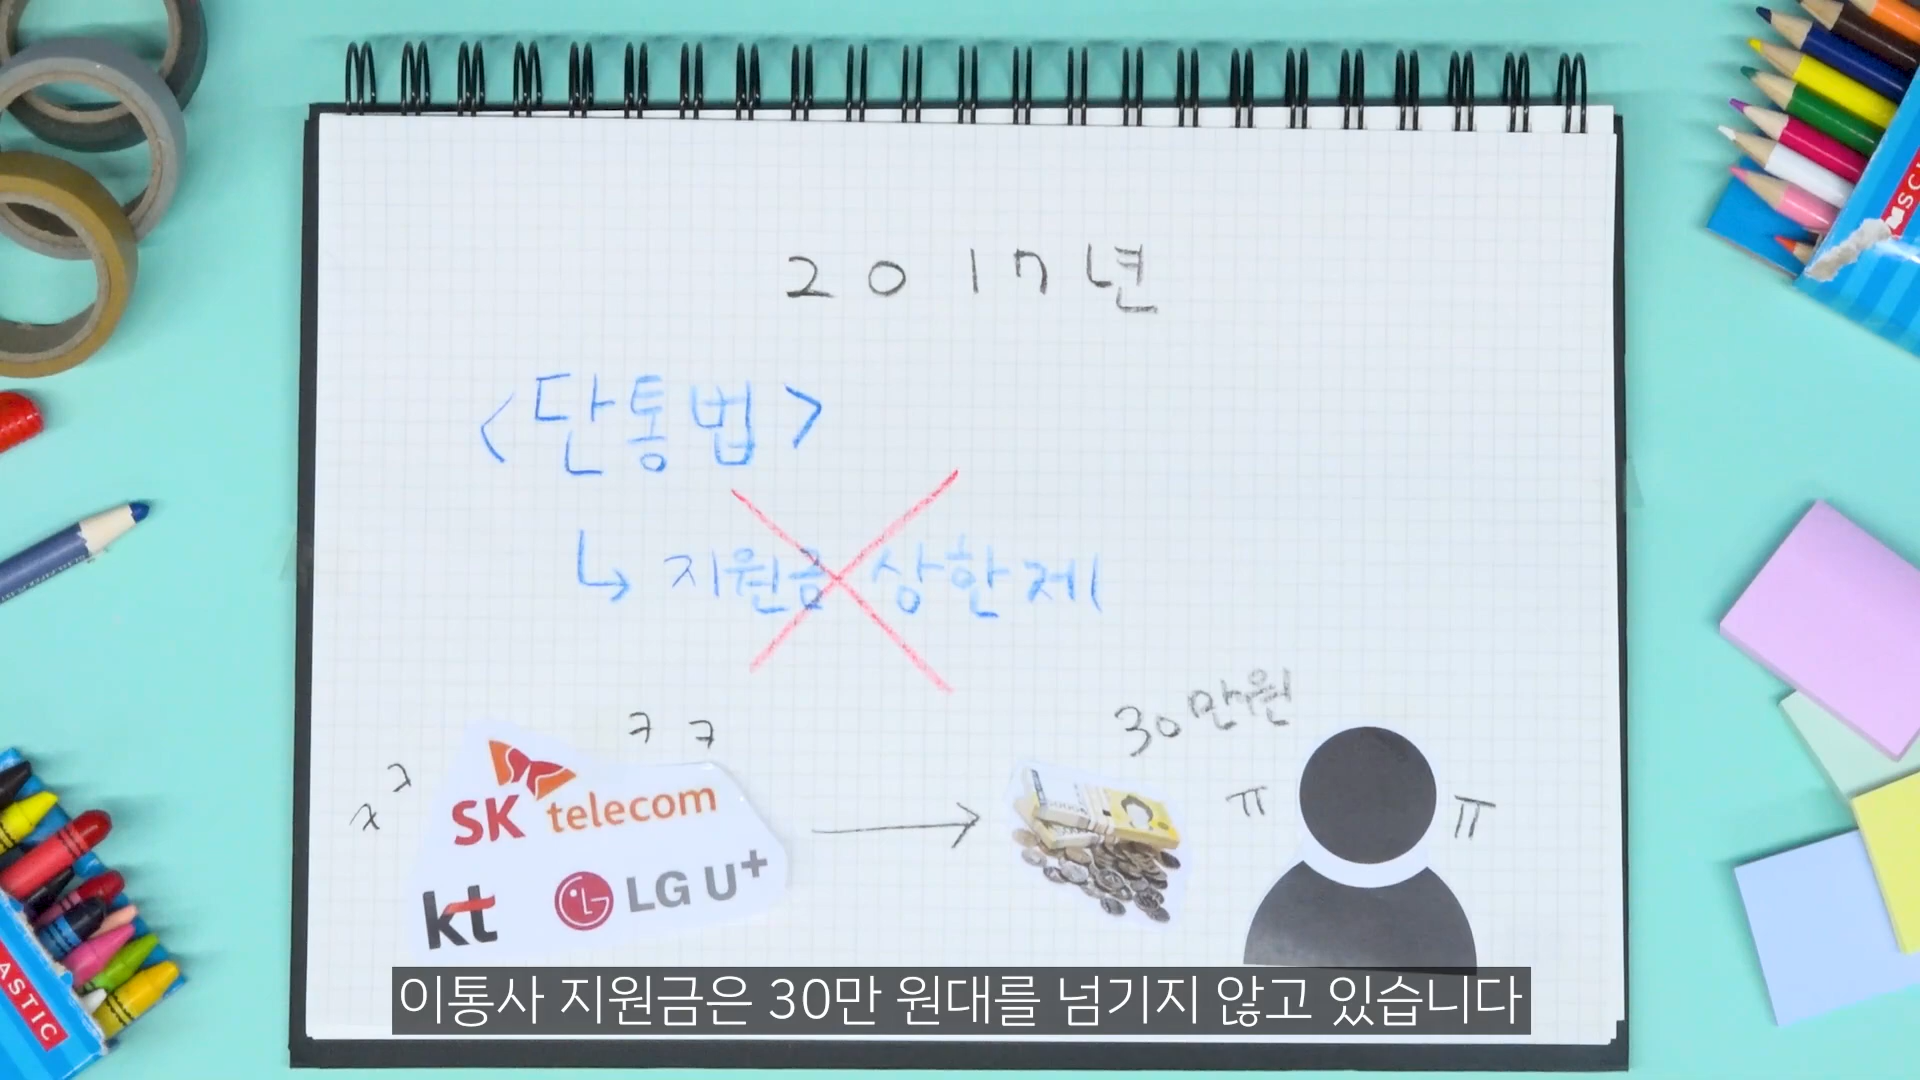 2017년
<단통법>
↳ 지원금 상한제
30만원
ㅋㅋ
ㅋㅋ
SK telecom
kt LG U+
ㅠ ㅠ
이통사 지원금은 30만 원대를 넘기지 않고 있습니다
ASTIC